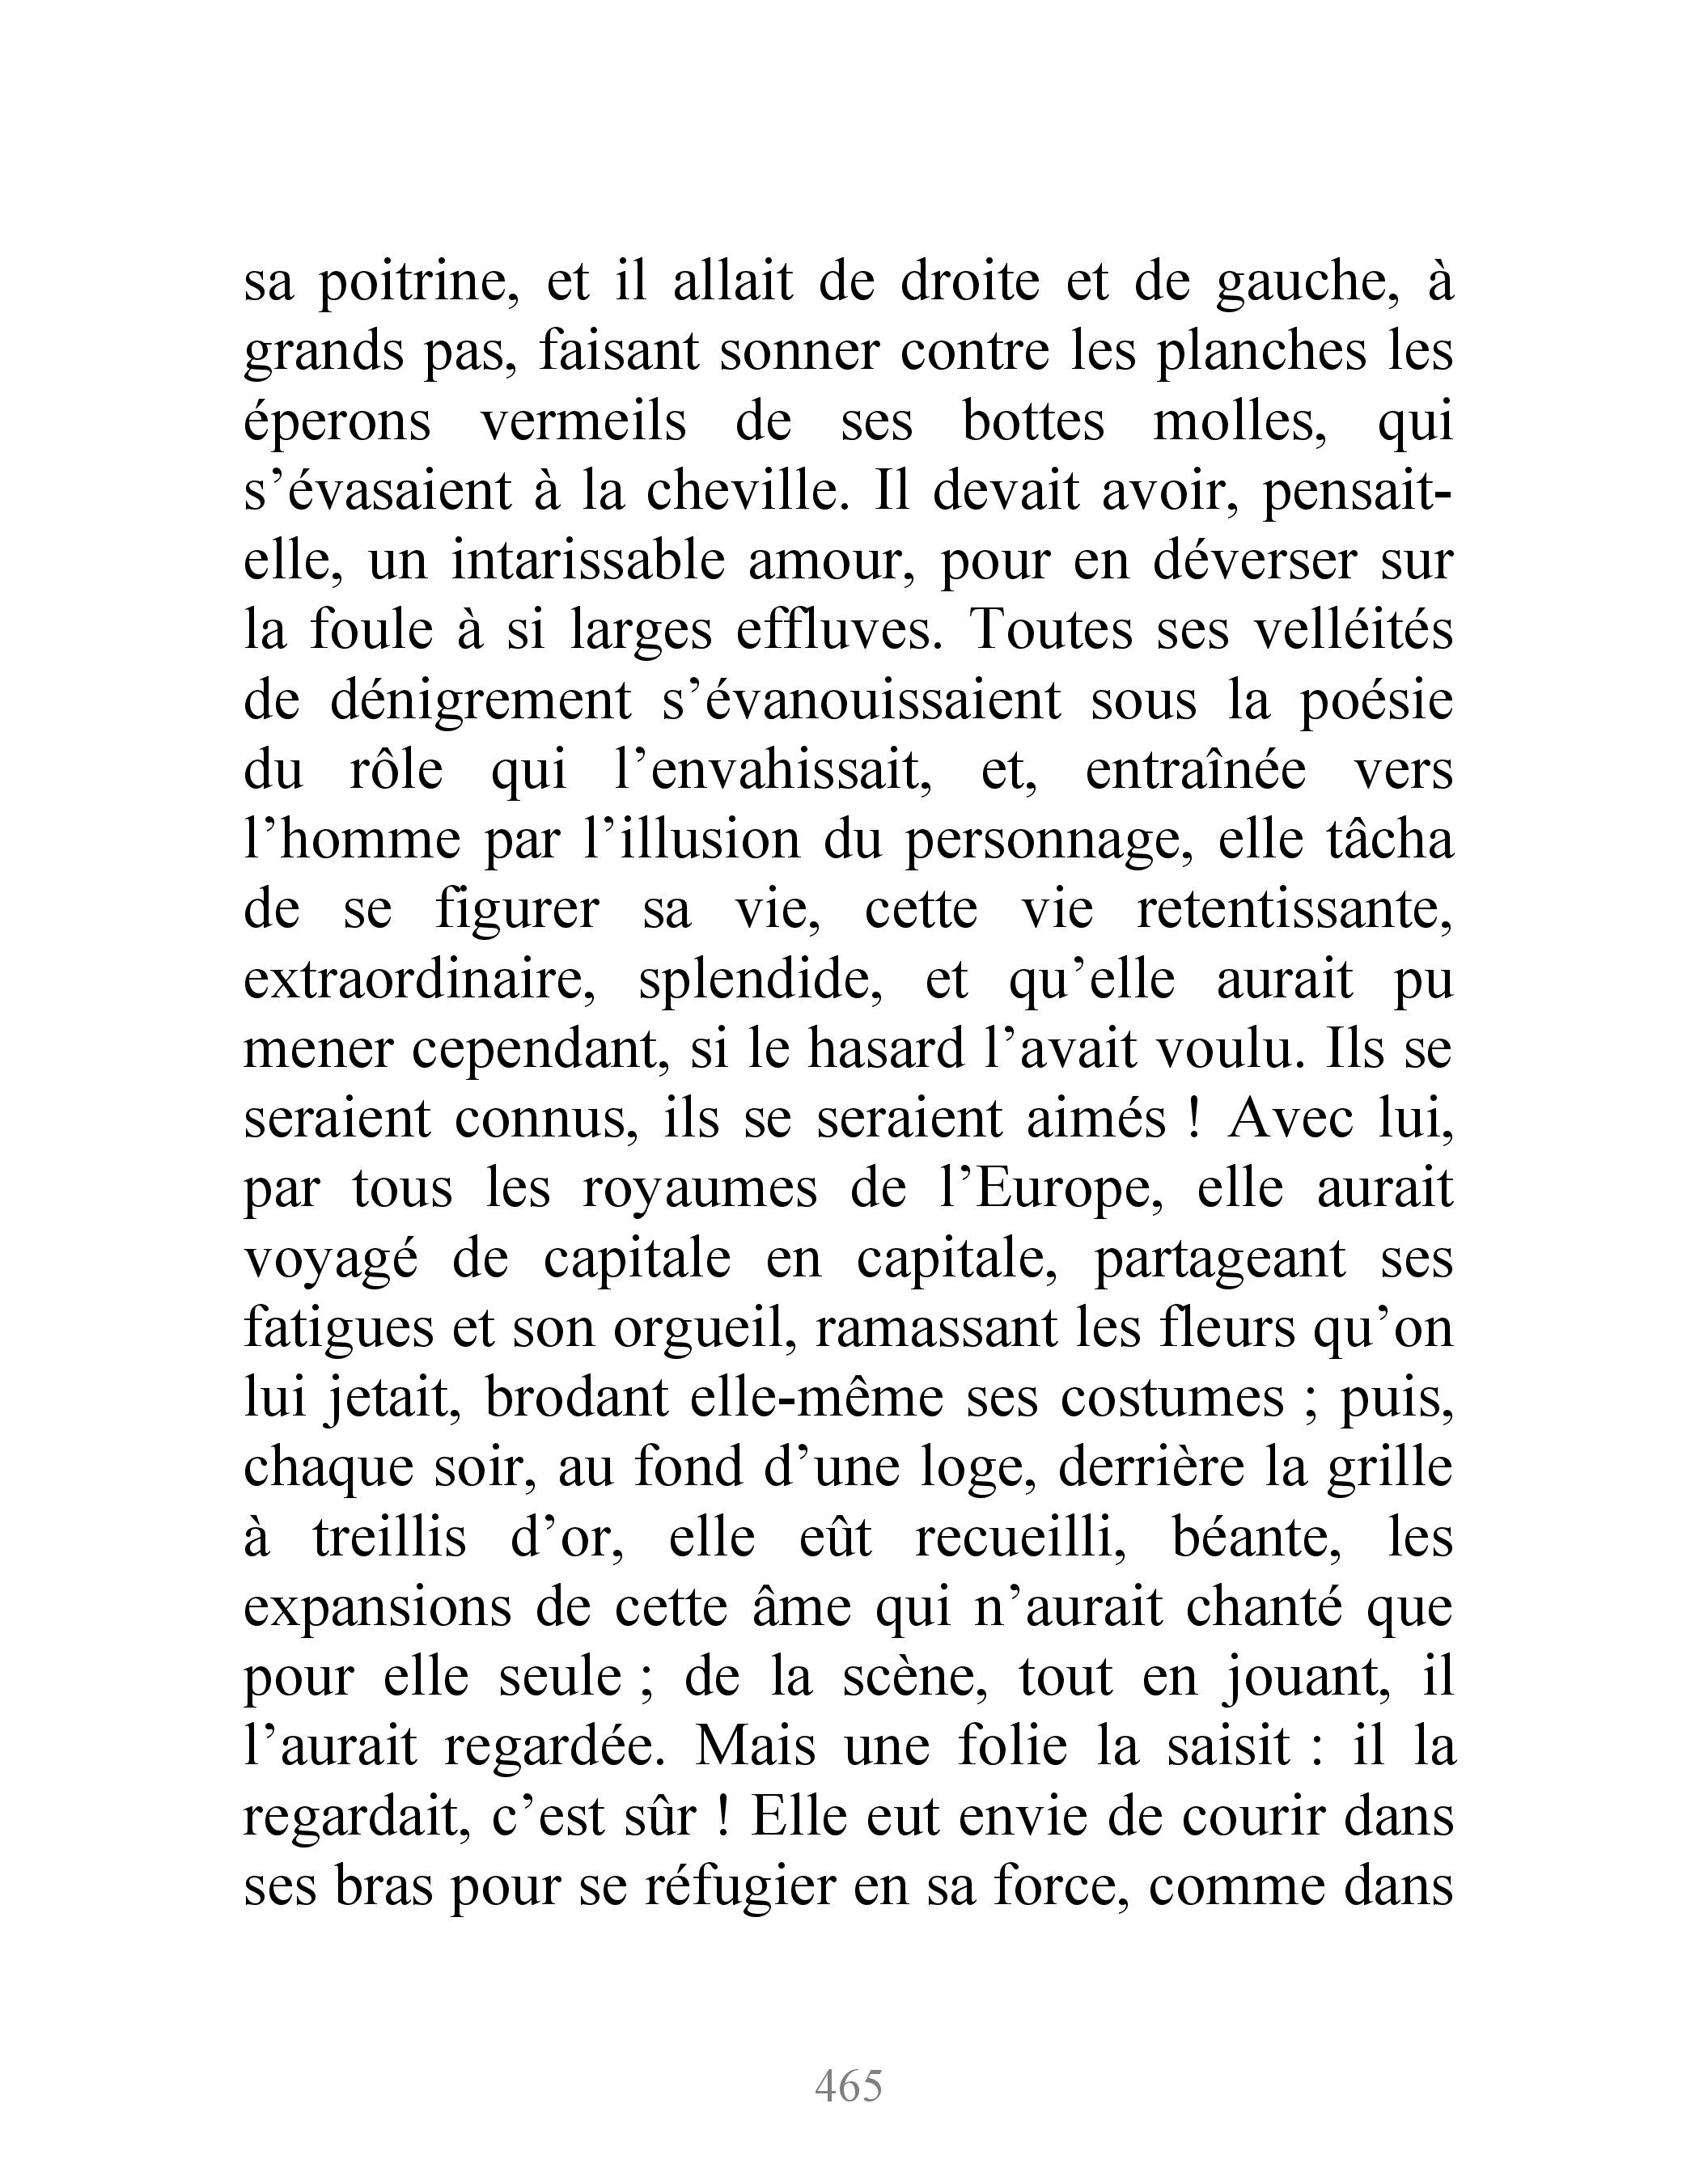 sa poitrine, et il allait de droite et de gauche, à
grands pas, faisant sonner contre les planches les
éperons vermeils de ses bottes molles, qui
s’évasaient à la cheville. Il devait avoir, pensait-
elle, un intarissable amour, pour en déverser sur
la foule à si larges effluves. Toutes ses velléités
de dénigrement s’évanouissaient sous la poésie
du rôle qui l’envahissait, et, entraînée vers
l’homme par l’illusion du personnage, elle tâcha
de se figurer sa vie, cette vie retentissante,
extraordinaire, splendide, et qu’elle aurait pu
mener cependant, si le hasard l’avait voulu. Ils se
seraient connus, ils se seraient aimés ! Avec lui,
par tous les royaumes de l’Europe, elle aurait
voyagé de capitale en capitale, partageant ses
fatigues et son orgueil, ramassant les fleurs qu’on
lui jetait, brodant elle-même ses costumes ; puis,
chaque soir, au fond d’une loge, derrière la grille
à treillis d’or, elle eût recueilli, béante, les
expansions de cette âme qui n’aurait chanté que
pour elle seule ; de la scène, tout en jouant, il
l’aurait regardée. Mais une folie la saisit : il la
regardait, c’est sûr ! Elle eut envie de courir dans
ses bras pour se réfugier en sa force, comme dans
465